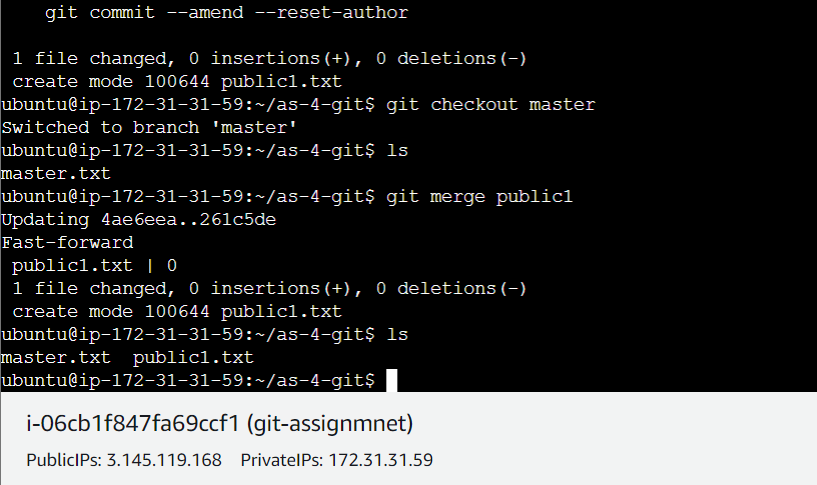 git commit --amend --reset-author
1 file changed, 0 insertions(+), 0 deletions(-)
create mode 100644 public1.txt
ubuntu@ip-172-31-31-59:~/as-4-git$ git checkout master
Switched to branch 'master'
ubuntu@ip-172-31-31-59:~/as-4-git$ ls
master.txt
ubuntu@ip-172-31-31-59:~/as-4-git$ git merge public1
Updating 4ae6eea..261c5de
Fast-forward
public1.txt | 0
1 file changed, 0 insertions(+), 0 deletions(-)
create mode 100644 public1.txt
ubuntu@ip-172-31-31-59:~/as-4-git$ ls
master.txt  public1.txt
ubuntu@ip-172-31-31-59:~/as-4-git$
i-06cb1f847fa69ccf1 (git-assignmnet)
PublicIPs: 3.145.119.168 PrivateIPs: 172.31.31.59